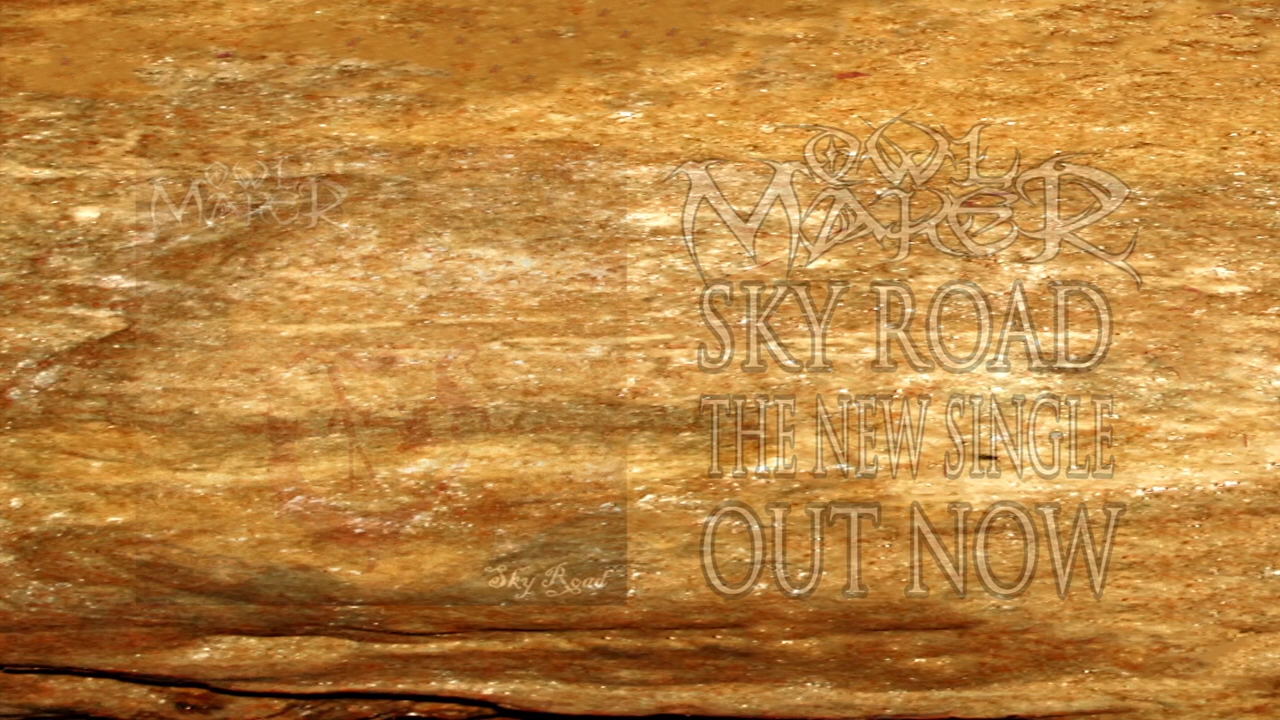 OWL
MAKER
Sky Road
OWL
MAKER
SKY ROAD
THE NEW SINGLE
OUT NOW